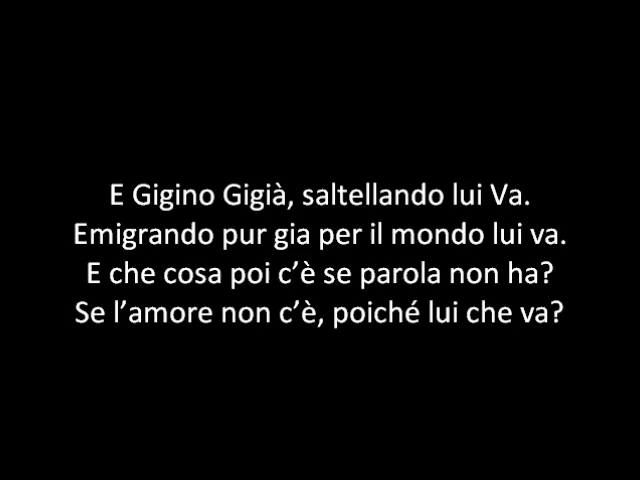 E Gigino Gigià, saltellando lui Va.
Emigrando pur gia per il mondo lui va.
E che cosa poi c’è se parola non ha?
Se l’amore non c’è, poiché lui che va?